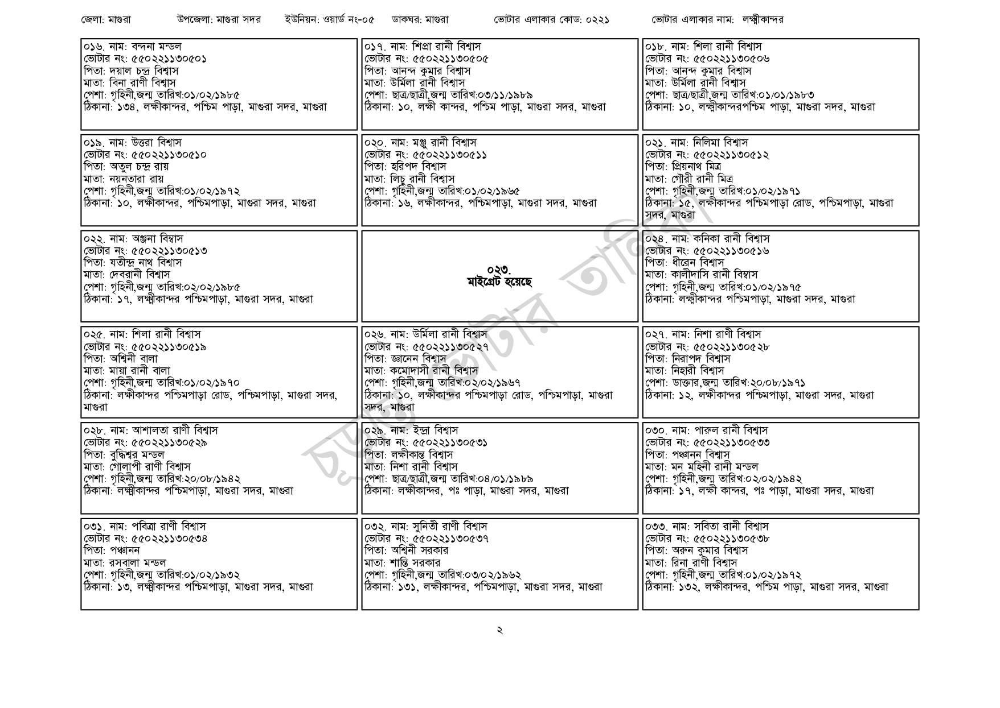 জেলা: মাগুরা উপজেলা: মাগুরা সদর ইউনিয়ন: ওয়ার্ড নং-০৫ ডাকঘর: মাগুরা ভোটার এলাকার কোড: ০২২১ ভোটার এলাকার নাম: লক্ষ্মীকান্দর
০১৬. নাম: বন্দনা মন্ডল
ভোটার নং: ৫৫০২২১১৩০৫০১
পিতা: দয়াল চন্দ্র বিশ্বাস
মাতা: বিনা রাণী বিশ্বাস
পেশা: গৃহিনী,জন্ম তারিখ:০১/০২/১৯৮৫
ঠিকানা: ১৩৪, লক্ষীকান্দর, পশ্চিম পাড়া, মাগুরা সদর, মাগুরা
০১৭. নাম: শিপ্রা রানী বিশ্বাস
ভোটার নং: ৫৫০২২১১৩০৫০৫
পিতা: আনন্দ কুমার বিশ্বাস
মাতা: উর্মিলা রানী বিশ্বাস
পেশা: ছাত্র/ছাত্রী,জন্ম তারিখ:০৩/১১/১৯৮৯
ঠিকানা: ১০, লক্ষী কান্দর, পশ্চিম পাড়া, মাগুরা সদর, মাগুরা
০১৮. নাম: শিলা রানী বিশ্বাস
ভোটার নং: ৫৫০২২১১৩০৫০৬
পিতা: আনন্দ কুমার বিশ্বাস
মাতা: উর্মিলা রানী বিশ্বাস
পেশা: ছাত্র/ছাত্রী,জন্ম তারিখ:০১/০১/১৯৮৩
ঠিকানা: ১০, লক্ষ্মীকান্দরপশ্চিম পাড়া, মাগুরা সদর, মাগুরা
০১৯. নাম: উত্তরা বিশ্বাস
ভোটার নং: ৫৫০২২১১৩০৫১০
পিতা: অতুল চন্দ্র রায়
মাতা: নয়নতারা রায়
পেশা: গৃহিনী,জন্ম তারিখ:০১/০২/১৯৭২
ঠিকানা: ১০, লক্ষীকান্দর, পশ্চিমপাড়া, মাগুরা সদর, মাগুরা
০২০. নাম: মঞ্জু রানী বিশ্বাস
ভোটার নং: ৫৫০২২১১৩০৫১১
পিতা: হরিপদ বিশ্বাস
মাতা: লিচু রানী বিশ্বাস
পেশা: গৃহিনী,জন্ম তারিখ:০১/০২/১৯৬৫
ঠিকানা: ১৬, লক্ষীকান্দর, পশ্চিমপাড়া, মাগুরা সদর, মাগুরা
০২১. নাম: নিলিমা বিশ্বাস
ভোটার নং: ৫৫০২২১১৩০৫১২
পিতা: প্রিয়নাথ মিত্র
মাতা: গৌরী রানী মিত্র
পেশা: গৃহিনী,জন্ম তারিখ:০১/০২/১৯৭১
ঠিকানা: ১৫, লক্ষীকান্দর পশ্চিমপাড়া রোড, পশ্চিমপাড়া, মাগুরা
সদর, মাগুরা
০২২. নাম: অঞ্জনা বিম্বাস
ভোটার নং: ৫৫০২২১১৩০৫১৩
পিতা: যতীন্দ্র নাথ বিশ্বাস
মাতা: দেবরানী বিশ্বাস
পেশা: গৃহিনী,জন্ম তারিখ:০২/০২/১৯৮৫
ঠিকানা: ১৭, লক্ষ্মীকান্দর পশ্চিমপাড়া, মাগুরা সদর, মাগুরা
০২৩.
মাইগ্রেট হয়েছে
০২৪. নাম: কনিকা রানী বিশ্বাস
ভোটার নং: ৫৫০২২১১৩০৫১৬
পিতা: ধীরেন বিশ্বাস
মাতা: কালীদাসি রানী বিম্বাস
পেশা: গৃহিনী,জন্ম তারিখ:০১/০২/১৯৭৫
ঠিকানা: লক্ষ্মীকান্দর পশ্চিমপাড়া, মাগুরা সদর, মাগুরা
০২৫. নাম: শিলা রানী বিশ্বাস
ভোটার নং: ৫৫০২২১১৩০৫১৯
পিতা: অশ্বিনী বালা
মাতা: মায়া রানী বালা
পেশা: গৃহিনী,জন্ম তারিখ:০১/০২/১৯৭০
ঠিকানা: লক্ষীকান্দর পশ্চিমপাড়া রোড, পশ্চিমপাড়া, মাগুরা সদর,
মাগুরা
০২৬. নাম: উর্মিলা রানী বিশ্বাস
ভোটার নং: ৫৫০২২১১৩০৫২৭
পিতা: জ্ঞানেন বিশ্বাস
মাতা: কমোদাসী রানী বিশ্বাস
পেশা: গৃহিনী,জন্ম তারিখ:০২/০২/১৯৬৭
ঠিকানা: ১০, লক্ষীকান্দর পশ্চিমপাড়া রোড, পশ্চিমপাড়া, মাগুরা
সদর, মাগুরা
০২৭. নাম: নিশা রাণী বিশ্বাস
ভোটার নং: ৫৫০২২১১৩০৫২৮
পিতা: নিরাপদ বিশ্বাস
মাতা: নিহারী বিশ্বাস
পেশা: ডাক্তার,জন্ম তারিখ:২০/০৮/১৯৭১
ঠিকানা: ১২, লক্ষীকান্দর পশ্চিমপাড়া, মাগুরা সদর, মাগুরা
০২৮. নাম: আশালতা রাণী বিশ্বাস
ভোটার নং: ৫৫০২২১১৩০৫২৯
পিতা: বুদ্ধিশ্বর মন্ডল
মাতা: গোলাপী রাণী বিশ্বাস
পেশা: গৃহিনী,জন্ম তারিখ:২০/০৮/১৯৪২
ঠিকানা: লক্ষ্মীকান্দর পশ্চিমপাড়া, মাগুরা সদর, মাগুরা
০২৯. নাম: ইন্দ্রা বিশ্বাস
ভোটার নং: ৫৫০২২১১৩০৫৩১
পিতা: লক্ষীকান্ত বিশ্বাস
মাতা: নিশা রানী বিশ্বাস
পেশা: ছাত্র/ছাত্রী,জন্ম তারিখ:০৪/০১/১৯৮৯
ঠিকানা: লক্ষীকান্দর, পঃ পাড়া, মাগুরা সদর, মাগুরা
০৩০. নাম: পারুল রানী বিশ্বাস
ভোটার নং: ৫৫০২২১১৩০৫৩৩
পিতা: পঞ্চানন বিশ্বাস
মাতা: মন মহিনী রানী মন্ডল
পেশা: গৃহিনী,জন্ম তারিখ:০২/০২/১৯৪২
ঠিকানা: ১৭, লক্ষী কান্দর, পঃ পাড়া, মাগুরা সদর, মাগুরা
০৩১. নাম: পবিত্রা রাণী বিশ্বাস
ভোটার নং: ৫৫০২২১১৩০৫৩৪
পিতা: পঞ্চানন
মাতা: রসবালা মন্ডল
পেশা: গৃহিনী,জন্ম তারিখ:০১/০২/১৯৩২
ঠিকানা: ১৩, লক্ষ্মীকান্দর পশ্চিমপাড়া, মাগুরা সদর, মাগুরা
০৩২. নাম: সুনিতী রাণী বিশ্বাস
ভোটার নং: ৫৫০২২১১৩০৫৩৭
পিতা: অশ্বিনী সরকার
মাতা: শান্তি সরকার
পেশা: গৃহিনী,জন্ম তারিখ:০৩/০২/১৯৬২
ঠিকানা: ১৩১, লক্ষীকান্দর, পশ্চিমপাড়া, মাগুরা সদর, মাগুরা
০৩৩. নাম: সবিতা রানী বিশ্বাস
ভোটার নং: ৫৫০২২১১৩০৫৩৮
পিতা: অরুন কুমার বিশ্বাস
মাতা: রিনা রাণী বিশ্বাস
পেশা: গৃহিনী,জন্ম তারিখ:০১/০২/১৯৭২
ঠিকানা: ১৩২, লক্ষীকান্দর, পশ্চিম পাড়া, মাগুরা সদর, মাগুরা
চূড়ান্ত ভোটার তালিকা
২